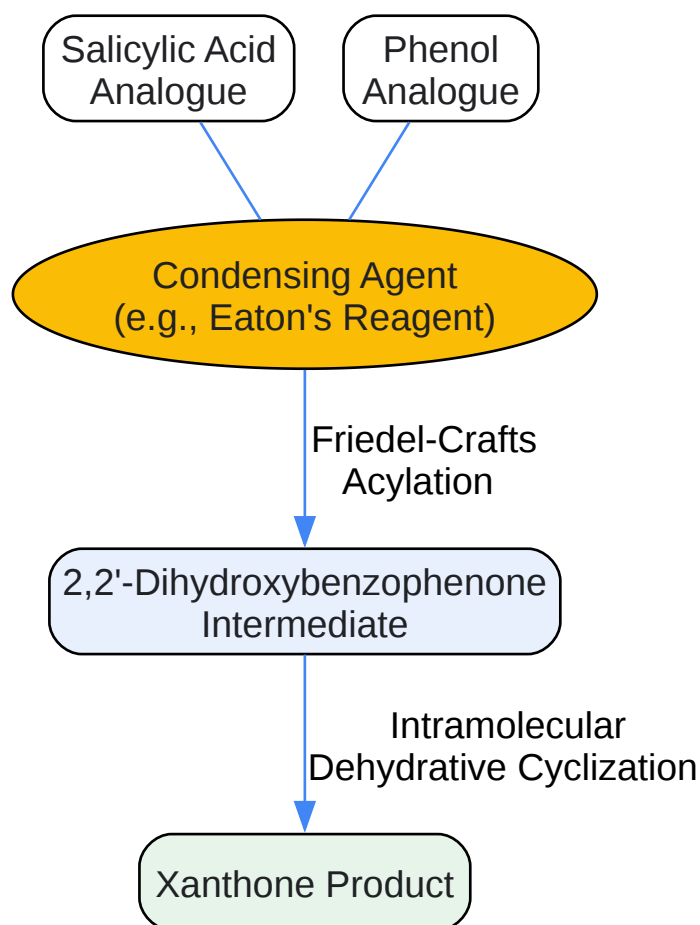 Salicylic Acid
Analogue
Phenol
Analogue
Condensing Agent
(e.g., Eaton's Reagent)
Friedel-Crafts
Acylation
2,2'-Dihydroxybenzophenone
Intermediate
Intramolecular
Dehydrative Cyclization
Xanthone Product